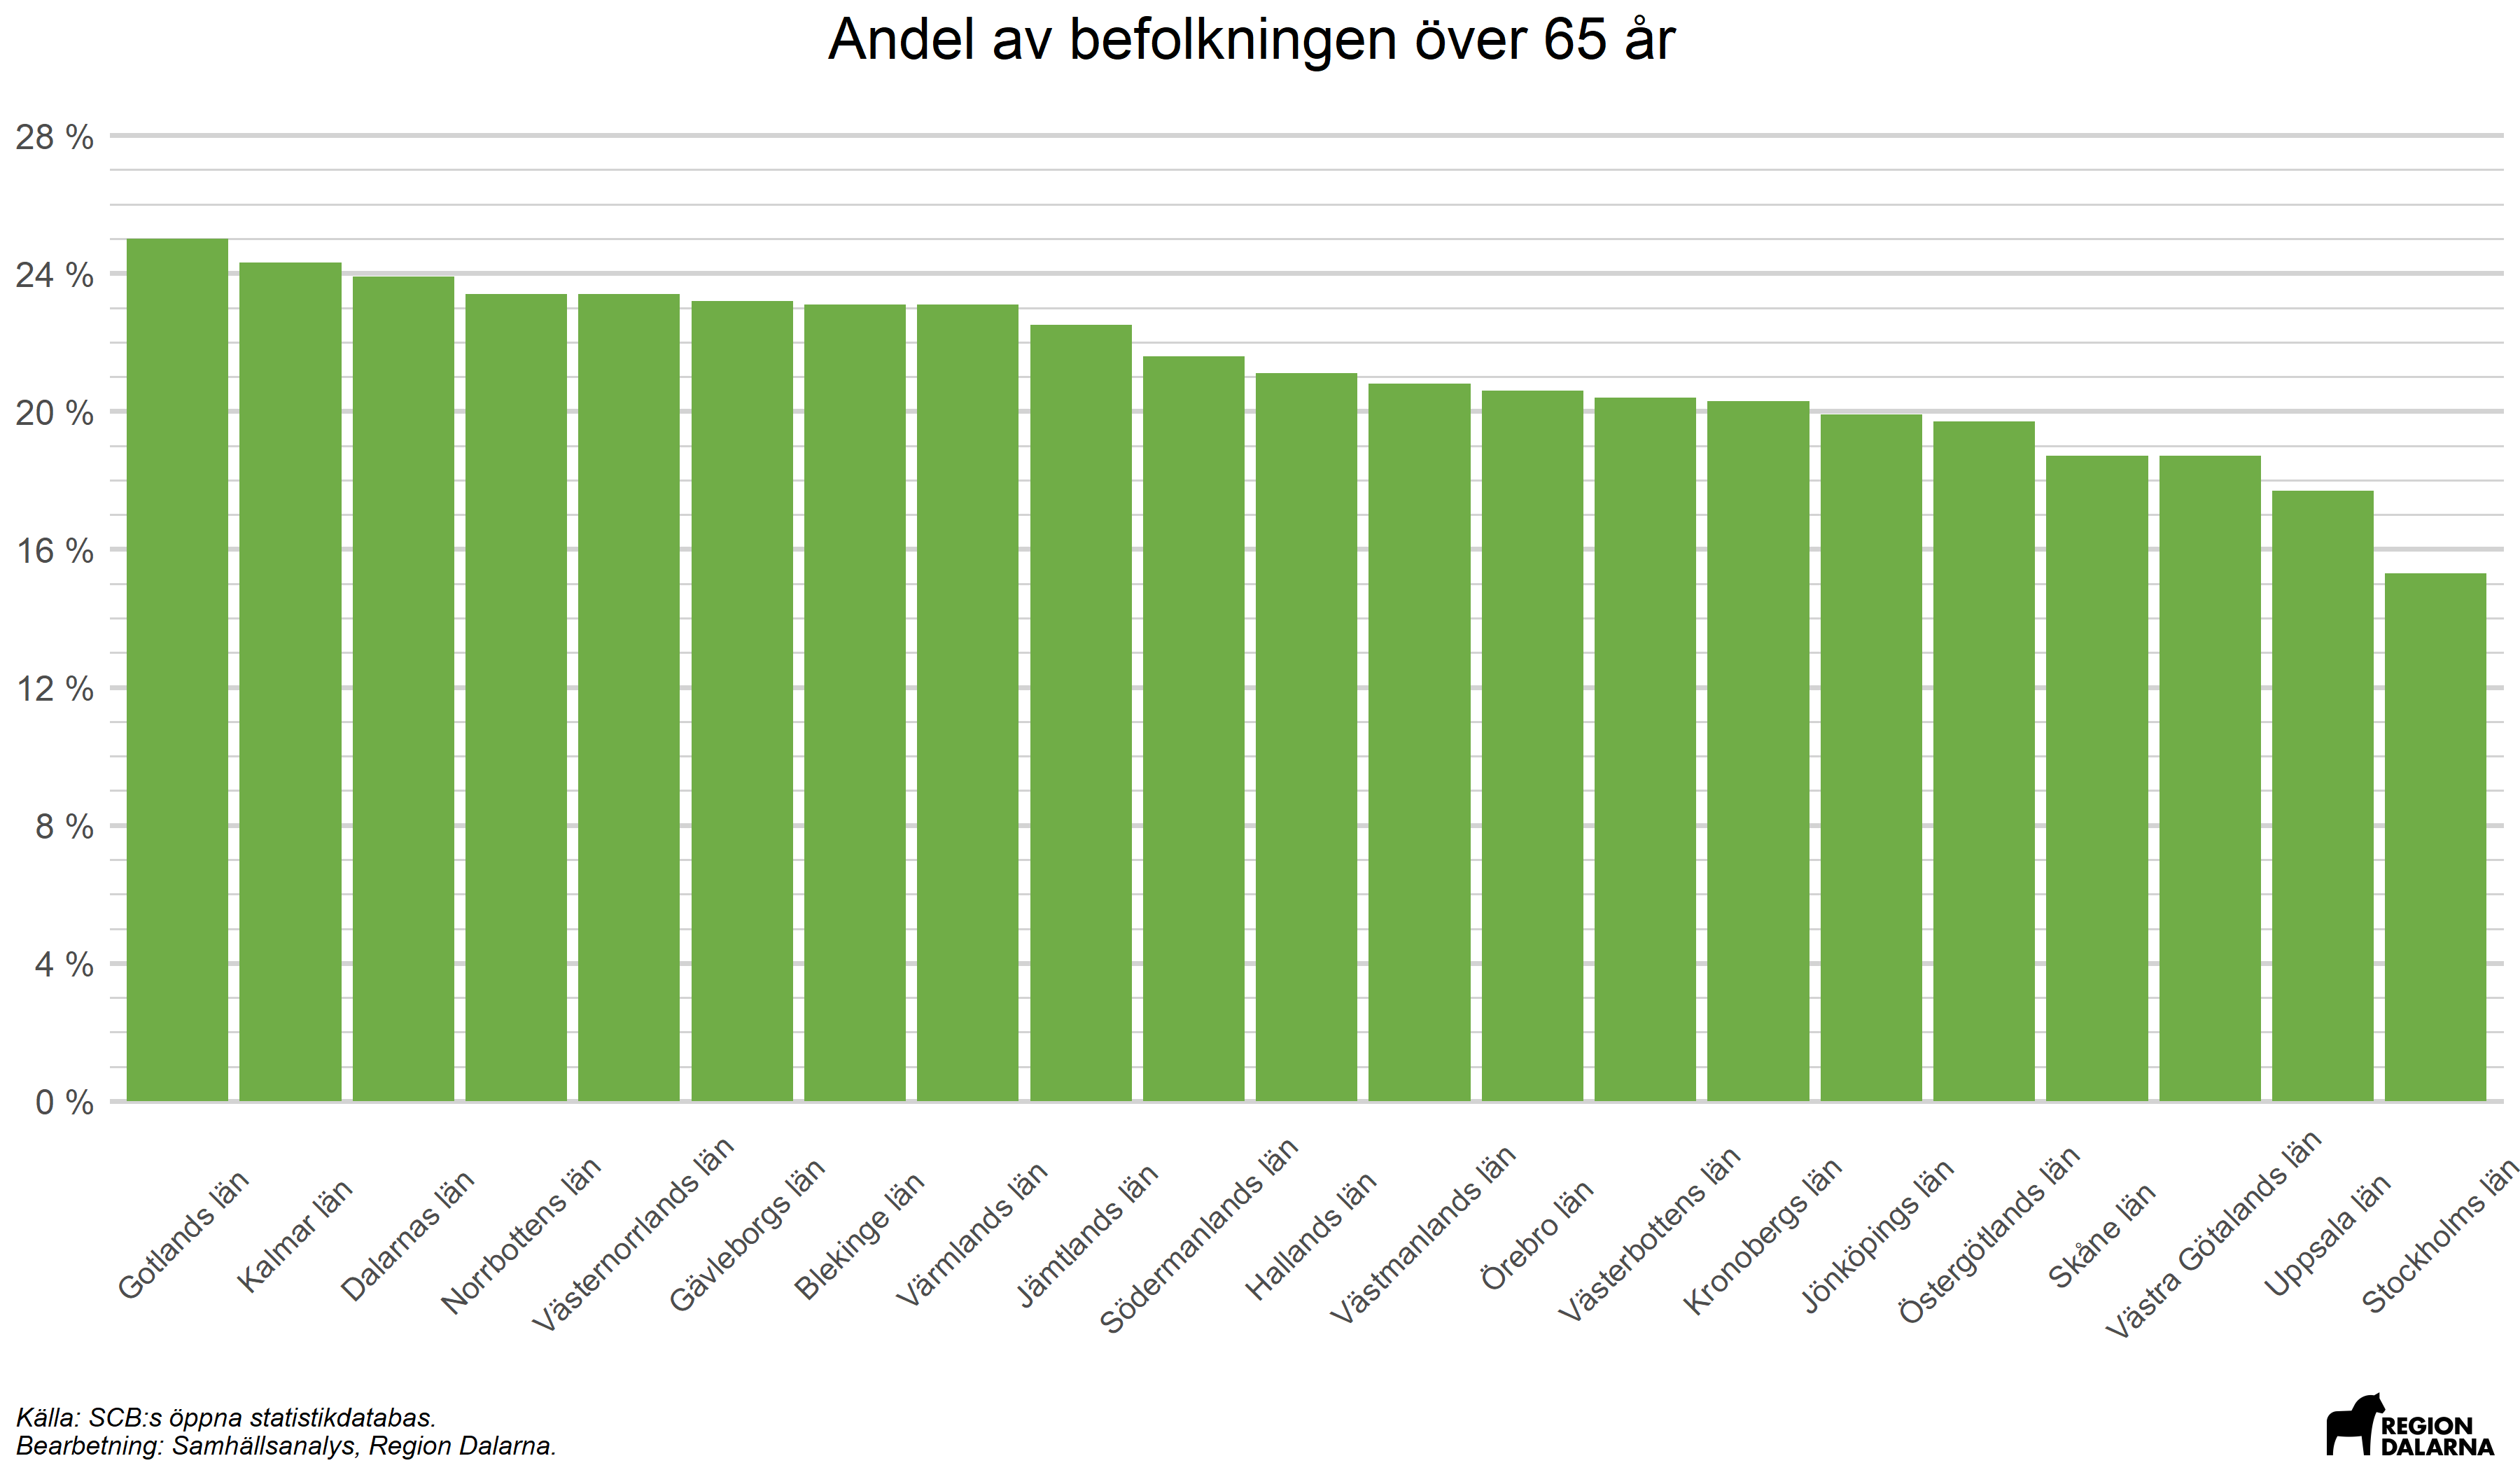 Andel av befolkningen över 65 år
28 %
24 %
20 %
16 %
12 %
8 %
4 %
0 %
Gotlands län
Kalmar län
Dalarnas län
Norrbottens län
Västernorrlands län
Gävleborgs län
Blekinge län
Värmlands län
Jämtlands län
Södermanlands län
Hallands län
Västmanlands län
Örebro län
Västerbottens län
Kronobergs län
Jönköpings län
Östergötlands län
Skåne län
Västra Götalands län
Uppsala län
Stockholms län
Källa: SCB:s öppna statistikdatabas.
Bearbetning: Samhällsanalys, Region Dalarna.
REGION
DALARNA